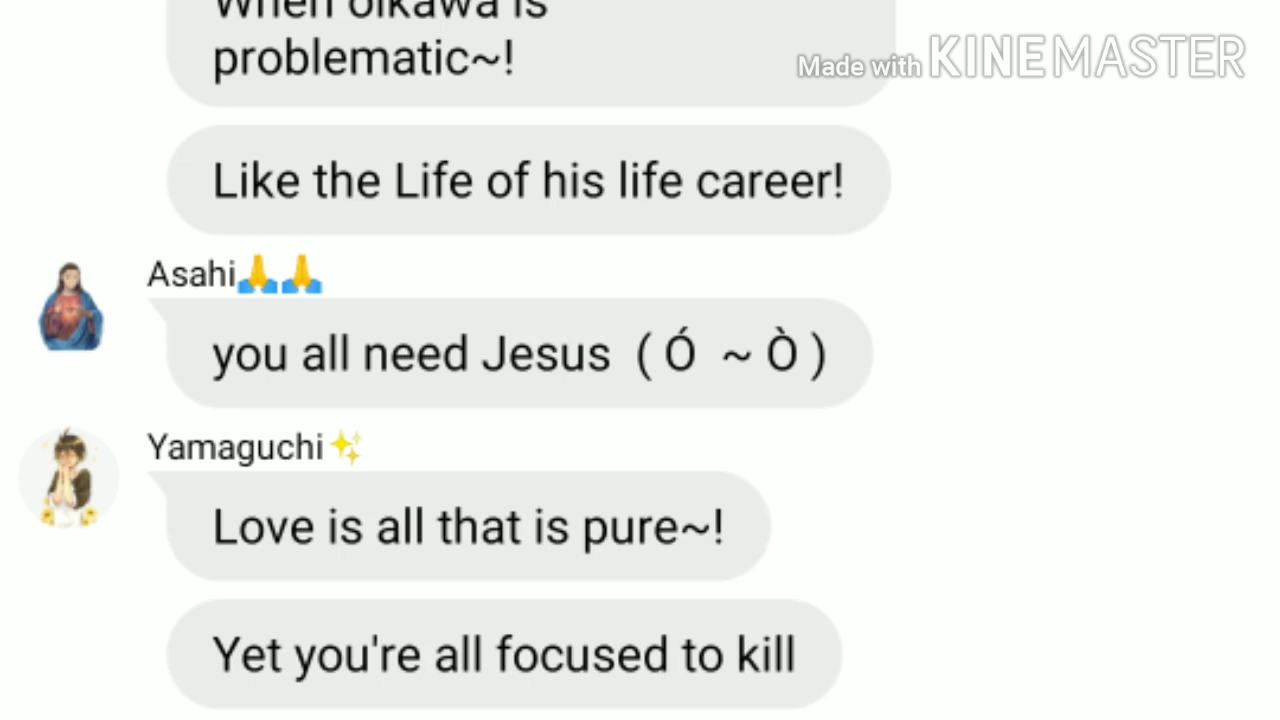 When oikawa is
problematic~!
Made with KINEMASTER
Like the Life of his life career!
Asahi🙏🙏
you all need Jesus ( Ó ~ Ò )
Yamaguchi✨
Love is all that is pure~!
Yet you're all focused to kill